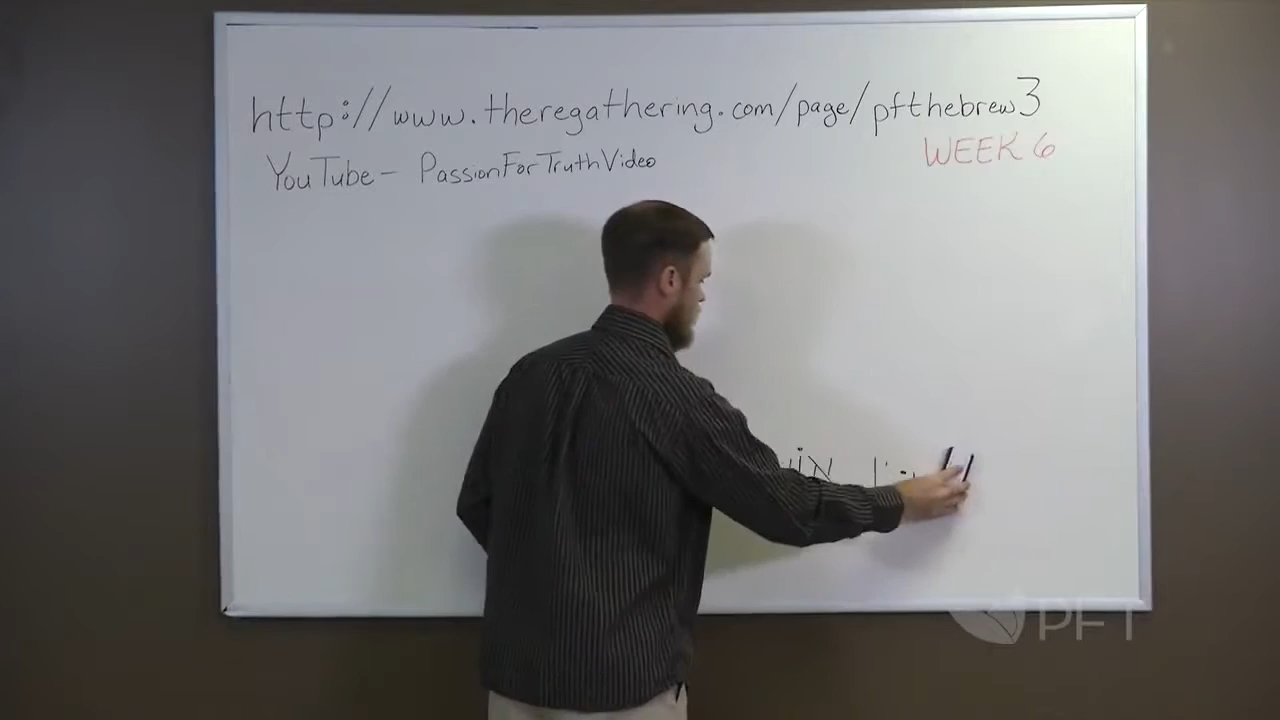 http://www.theregathering.com/page/pfthebrew3
WEEK 6
YouTube- PassionForTruthVideo
PFT